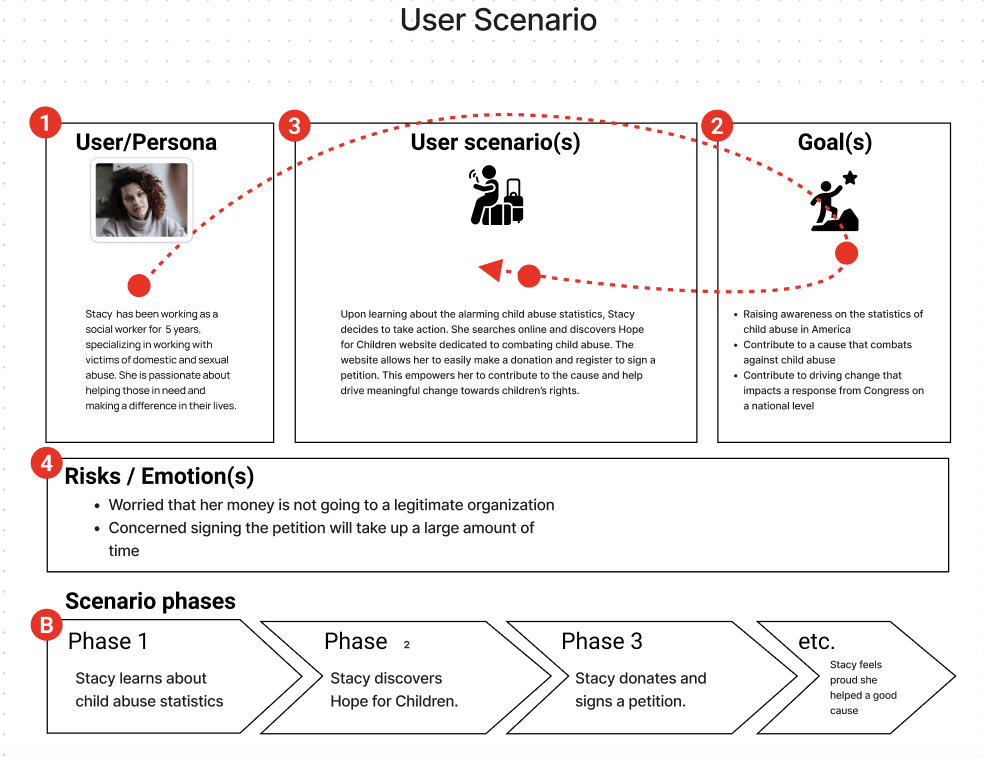 User Scenario
1
User/Persona
Stacy has been working as a
social worker for 5 years,
specializing in working with
victims of domestic and sexual
abuse. She is passionate about
helping those in need and
making a difference in their lives.
3
User scenario(s)
Upon learning about the alarming child abuse statistics, Stacy
decides to take action. She searches online and discovers Hope
for Children website dedicated to combating child abuse. The
website allows her to easily make a donation and register to sign a
petition. This empowers her to contribute to the cause and help
drive meaningful change towards children's rights.
2
Goal(s)
• Raising awareness on the statistics of
child abuse in America
• Contribute to a cause that combats
against child abuse
• Contribute to driving change that
impacts a response from Congress on
a national level
4
Risks / Emotion(s)
• Worried that her money is not going to a legitimate organization
• Concerned signing the petition will take up a large amount of
time
Scenario phases
B
Phase 1
Stacy learns about
child abuse statistics
Phase 2
Stacy discovers
Hope for Children.
Phase 3
Stacy donates and
signs a petition.
etc.
Stacy feels
proud she
helped a good
cause